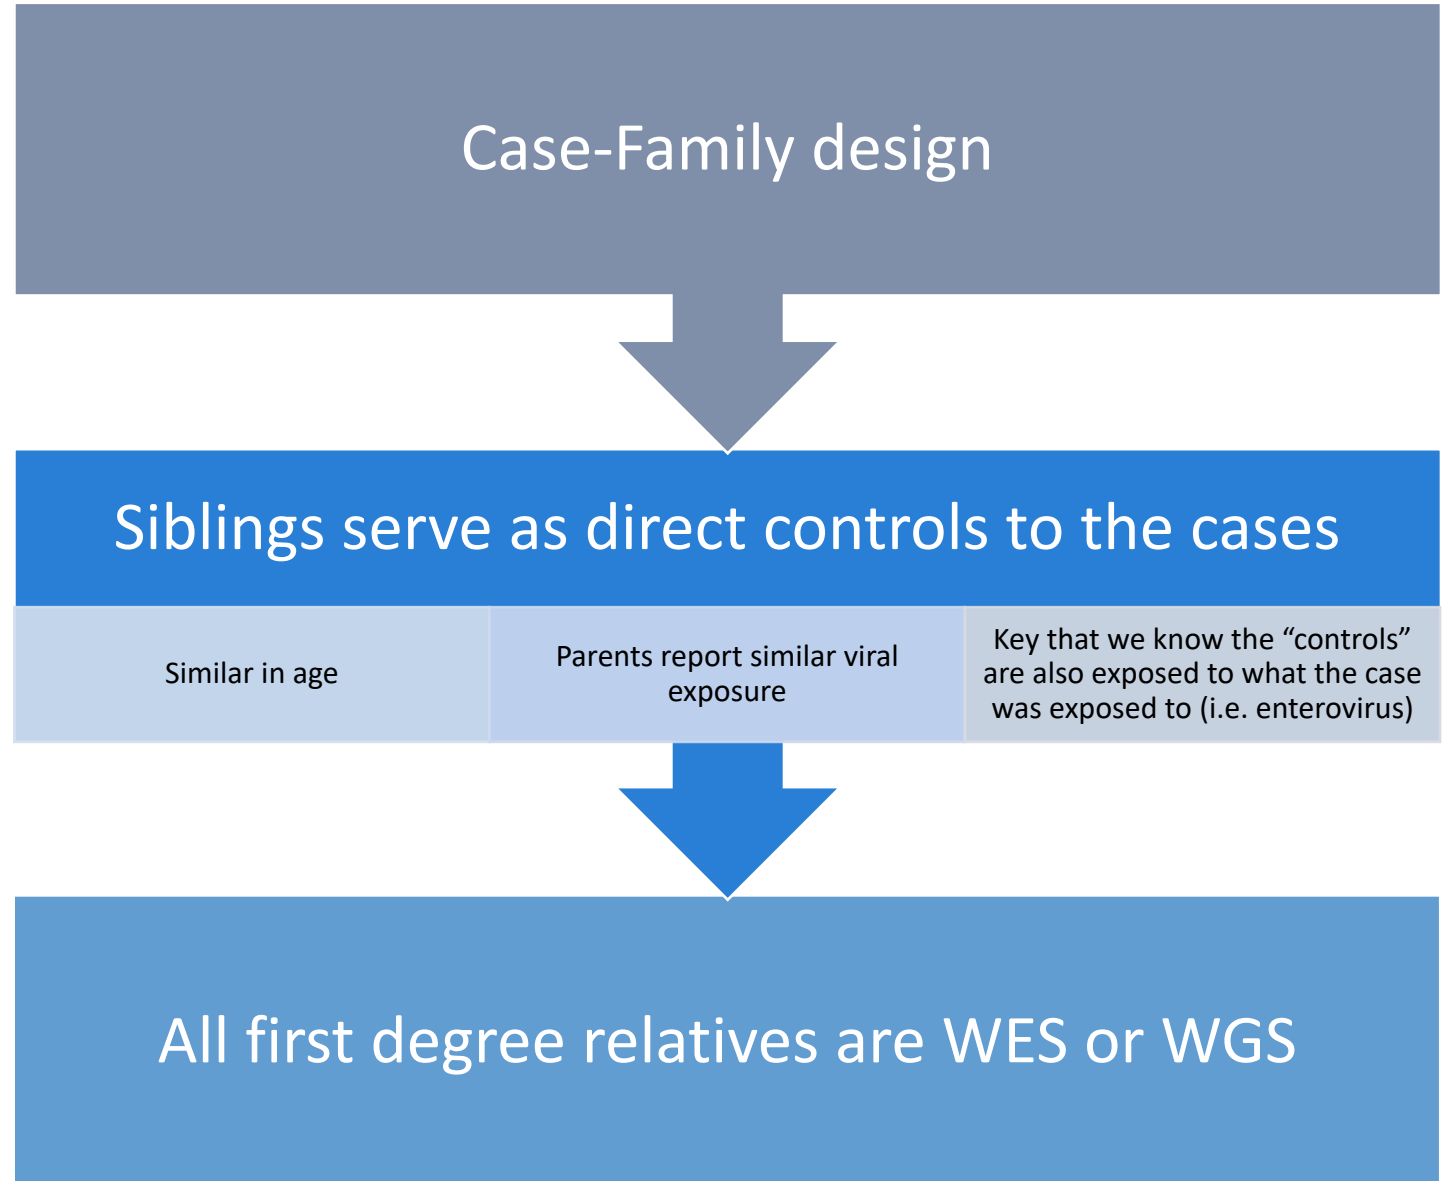 Case-Family design
Siblings serve as direct controls to the cases
Similar in age
Parents report similar viral
exposure
Key that we know the “controls”
are also exposed to what the case
was exposed to (i.e. enterovirus)
All first degree relatives are WES or WGS